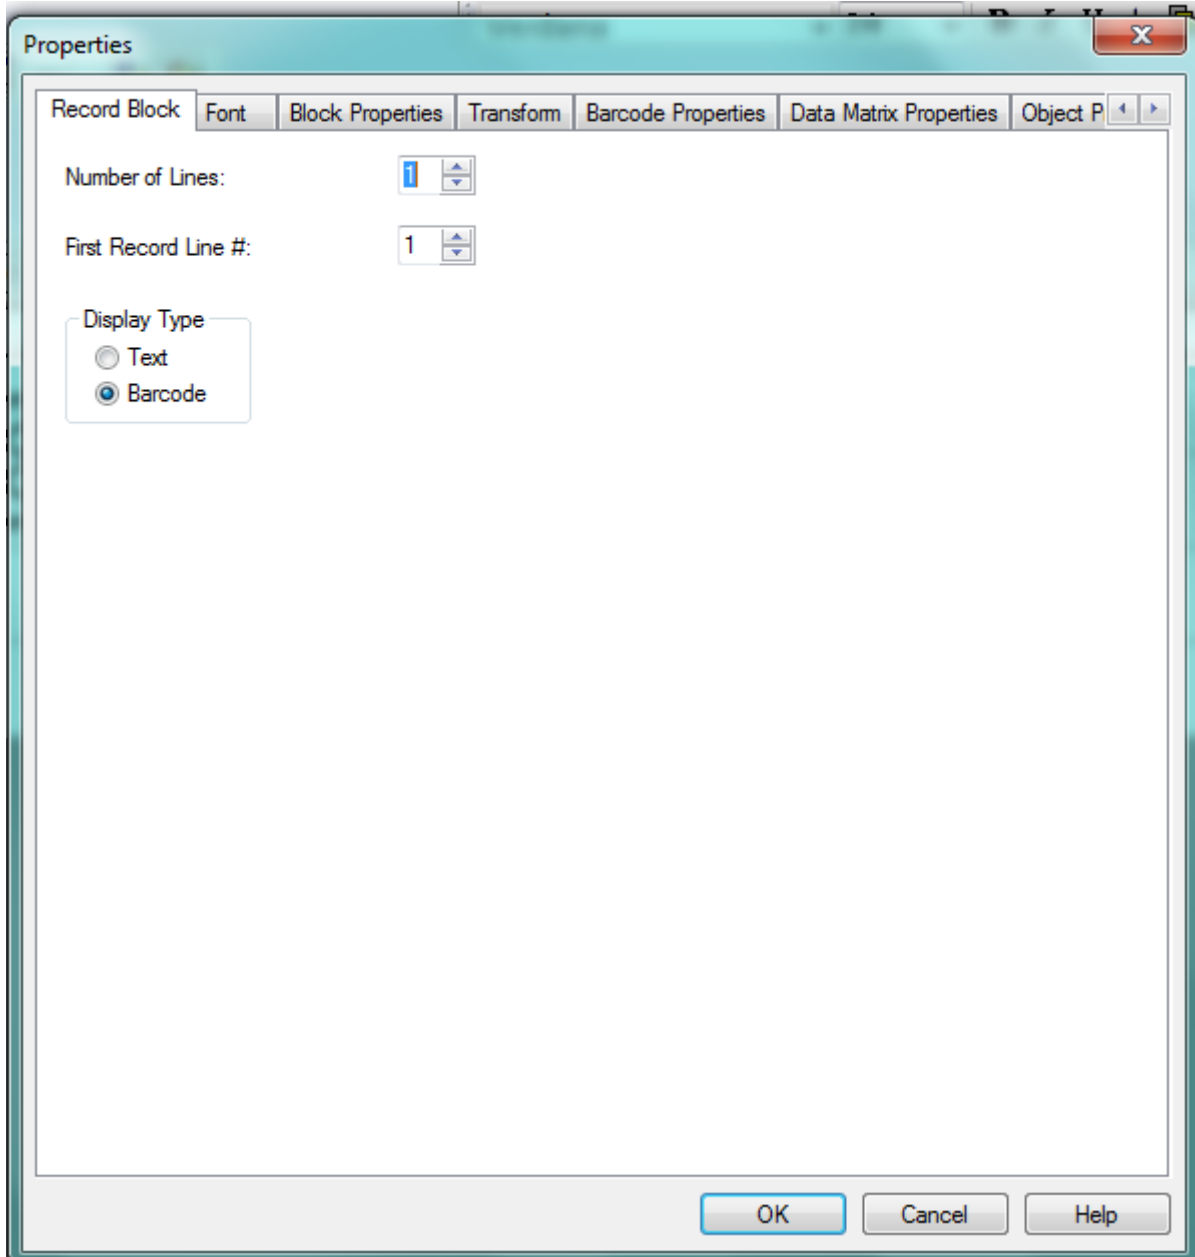 Properties
Record Block Font Block Properties Transform Barcode Properties Data Matrix Properties Object P
Number of Lines: 1
First Record Line #: 1
Display Type
Text
Barcode
OK Cancel Help